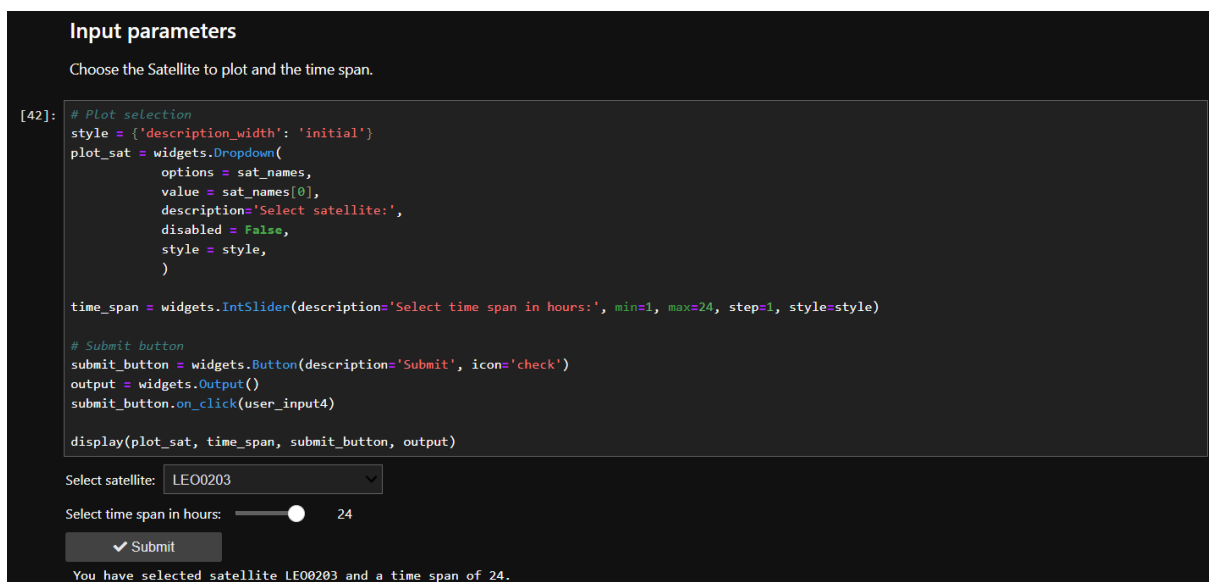 Input parameters
Choose the Satellite to plot and the time span.
[42]: # Plot selection
style = {'description_width': 'initial'}
plot_sat = widgets.Dropdown(
options = sat_names,
value = sat_names[0],
description='Select satellite:',
disabled = False,
style = style,
)
time_span = widgets.IntSlider(description='Select time span in hours:', min=1, max=24, step=1, style=style)
# Submit button
submit_button = widgets.Button(description='Submit', icon='check')
output = widgets.Output()
submit_button.on_click(user_input4)
display(plot_sat, time_span, submit_button, output)
Select satellite: LEO0203
Select time span in hours: 24
✔ Submit
You have selected satellite LEO0203 and a time span of 24.